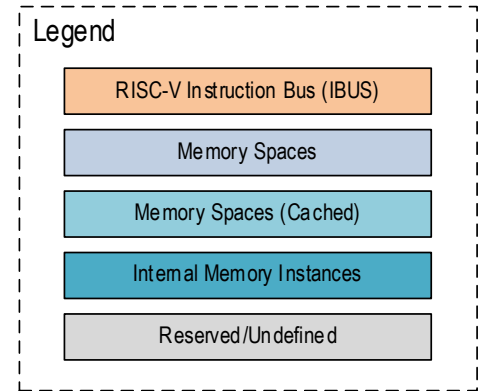 Legend
RISC-V Instruction Bus (IBUS)
Memory Spaces
Memory Spaces (Cached)
Internal Memory Instances
Reserved/Undefined